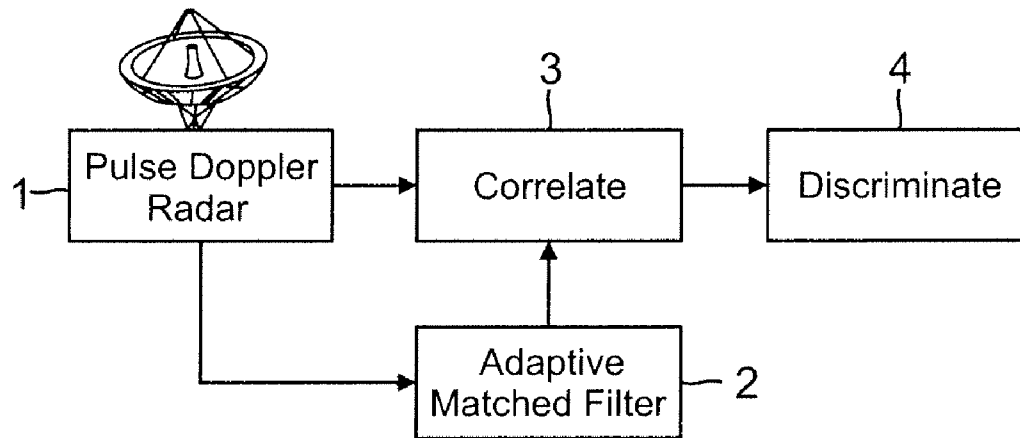 3
4
1
Pulse Doppler
Radar
Correlate
Discriminate
Adaptive
Matched Filter
2